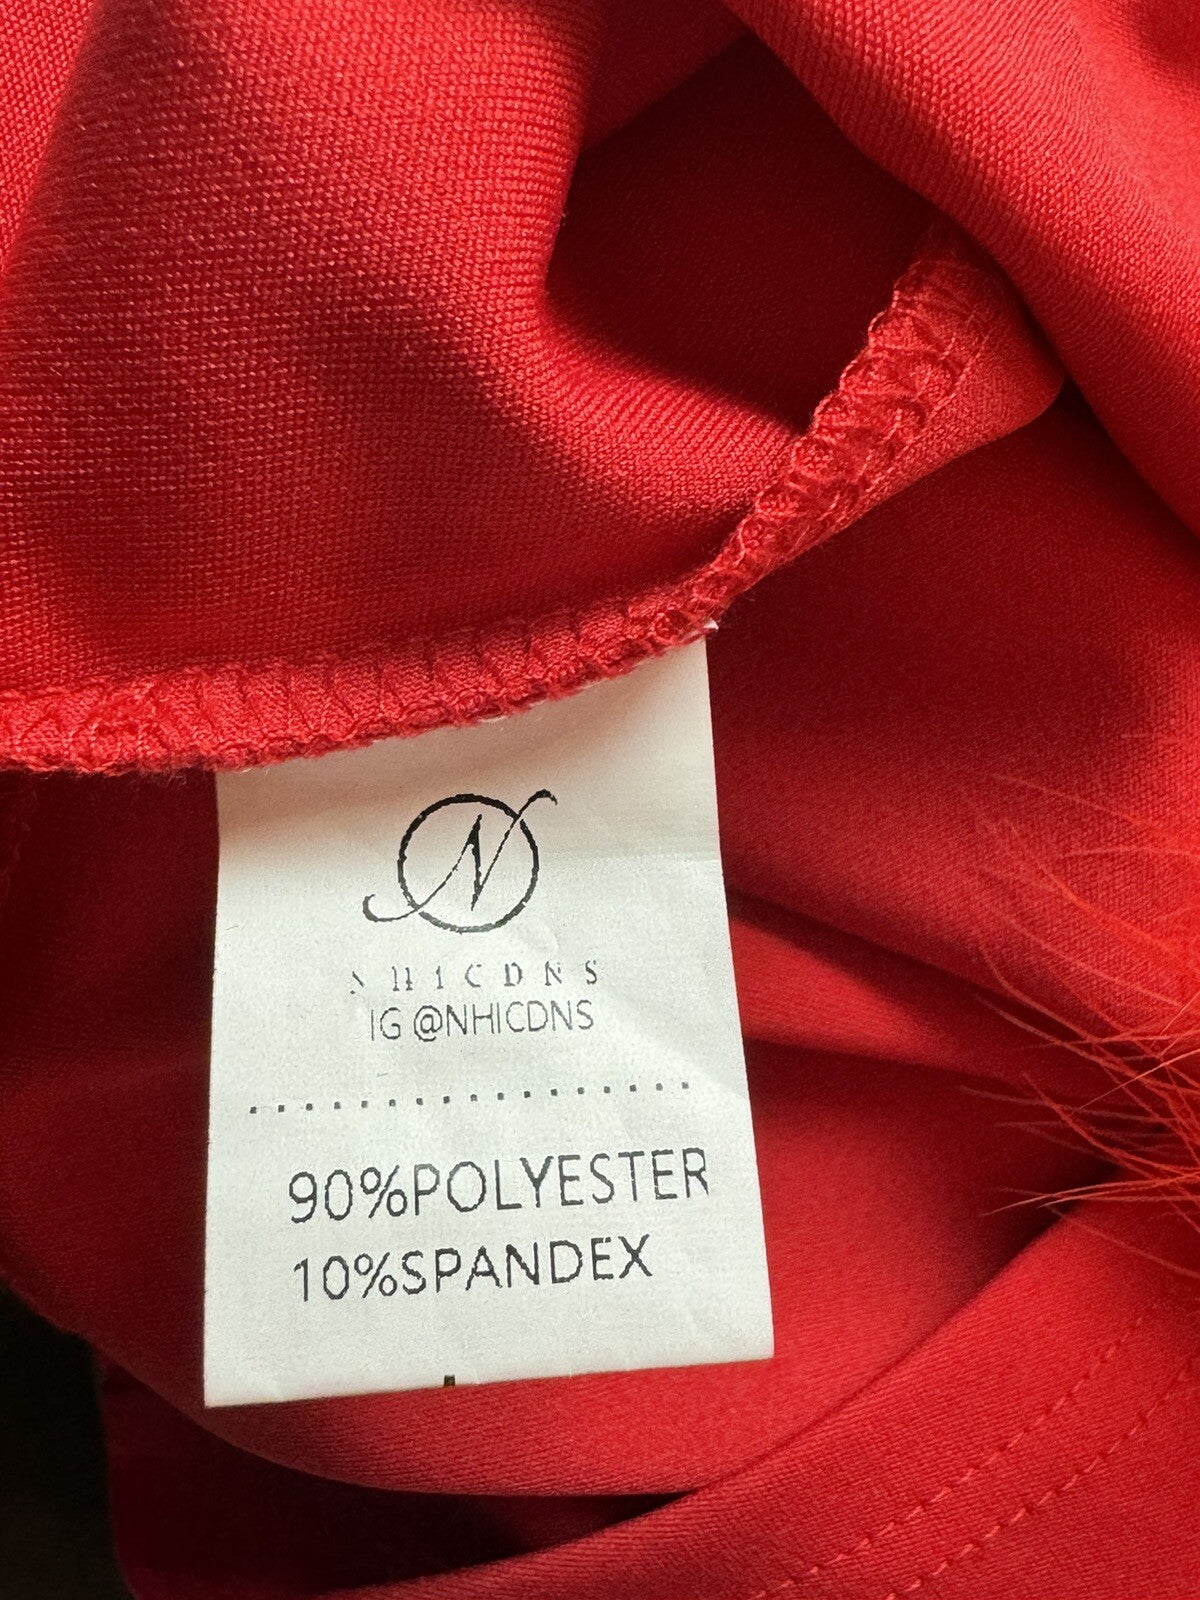 N
NHICDNS
IG @NHICDNS
90%POLYESTER
10%SPANDEX